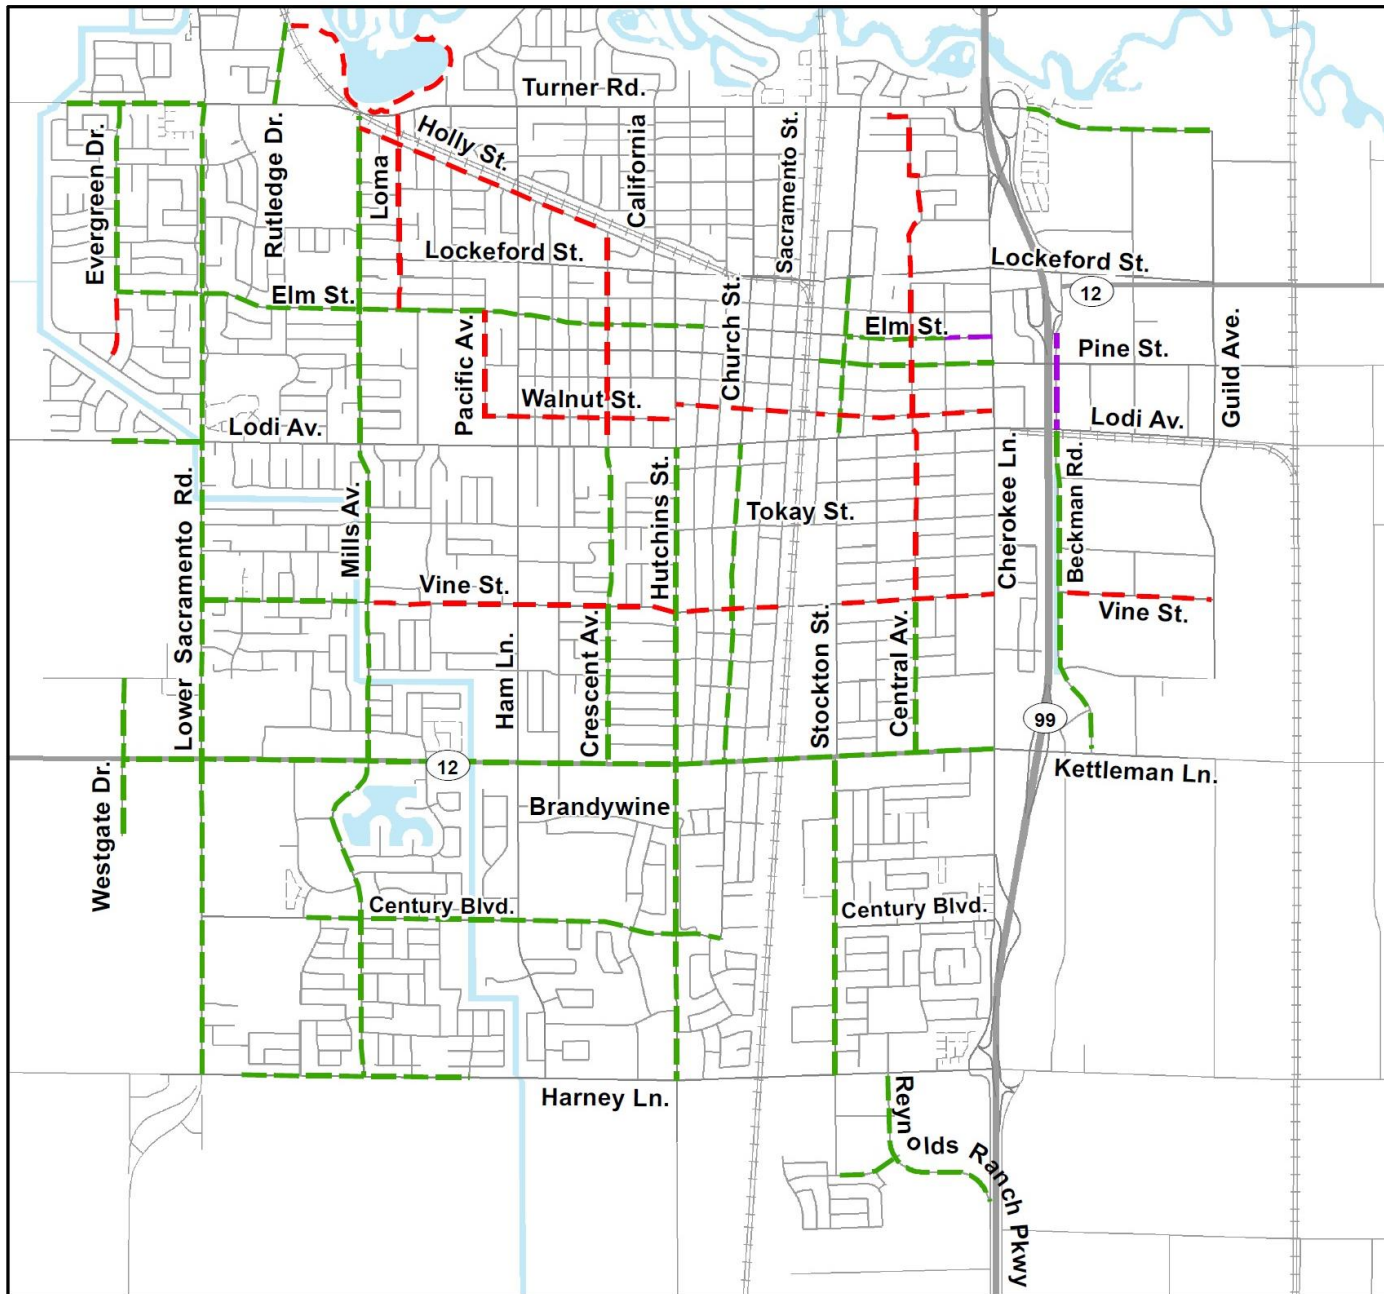 Turner Rd.
Holly St.
California
Sacramento St.
Evergreen Dr.
Rutledge Dr.
Loma
Lockeford St.
Lockeford St.
12
Elm St.
Elm St.
Pine St.
Church St.
Pacific Av.
Guild Ave.
Walnut St.
Lodi Av.
Lodi Av.
Lower Sacramento Rd.
Mills Av.
Hutchins St.
Tokay St.
Cherokee Ln.
Beckman Rd.
Vine St.
Vine St.
Ham Ln.
Crescent Av.
Stockton St.
Central Av.
99
12
Kettleman Ln.
Westgate Dr.
Brandywine
Century Blvd.
Century Blvd.
Harney Ln.
Reynolds Ranch Pkwy